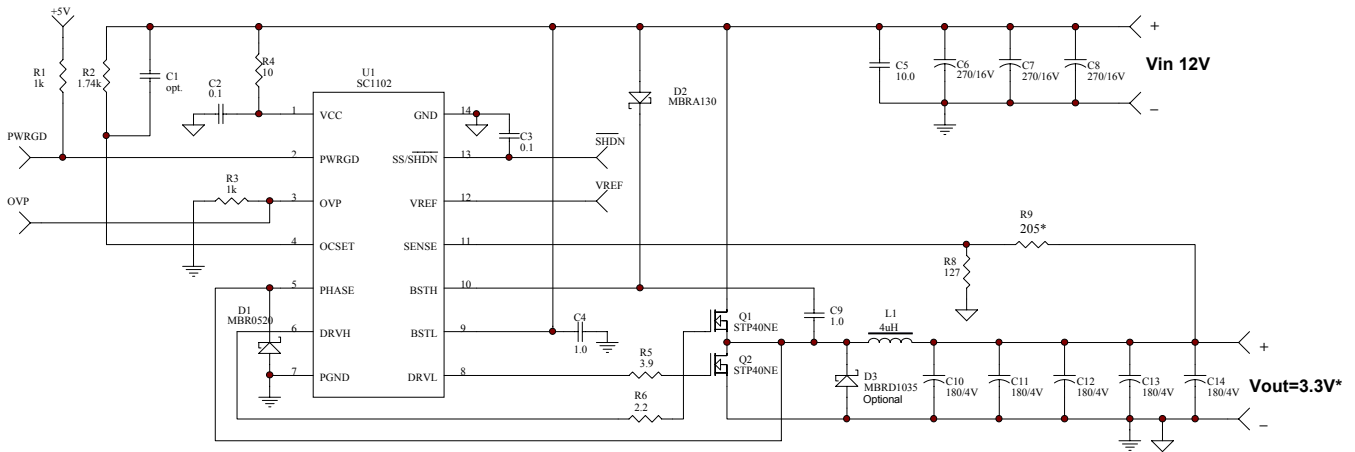 +5V
R1
1k
R2
1.74k
C1
opt.
C2
0.1
R4
10
U1
SC1102
1
VCC
GND
14
2
PWRGD
SS/SHDN
13
3
OVP
VREF
12
4
OCSET
SENSE
11
5
PHASE
BSTH
10
6
DRVH
BSTL
9
7
PGND
DRVL
8
PWRGD
OVP
R3
1k
D1
MBR0520
C3
0.1
SHDN
VREF
D2
MBRA130
C5
10.0
C6
270/16V
C7
270/16V
C8
270/16V
+
Vin 12V
_
R9
205*
R8
127
C9
1.0
C4
1.0
Q1
STP40NE
Q2
STP40NE
R5
3.9
R6
2.2
L1
4uH
D3
MBRD1035
Optional
C10
180/4V
C11
180/4V
C12
180/4V
C13
180/4V
C14
180/4V
+
Vout=3.3V*
_